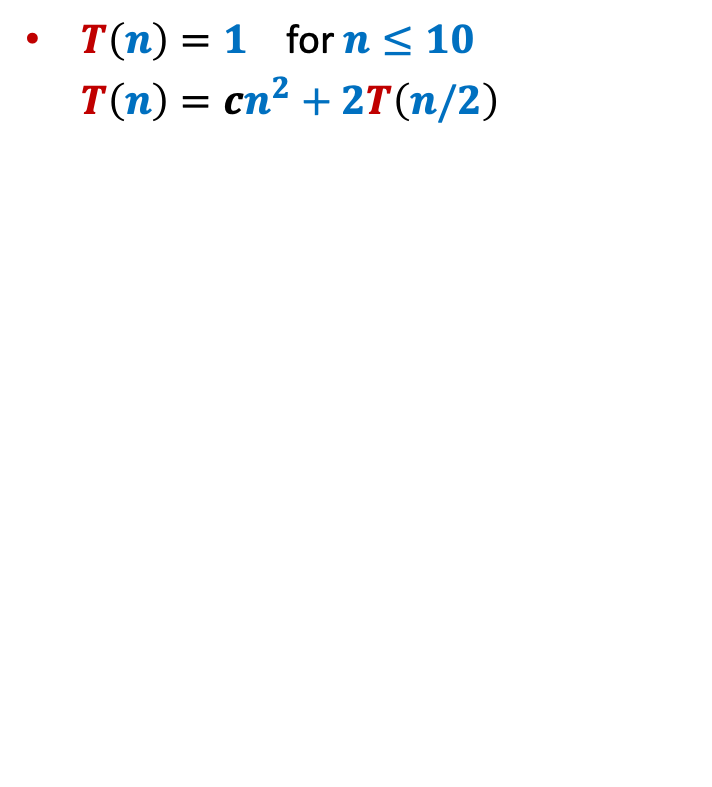 • T(n) = 1 for n ≤ 10
T(n) = cn² + 2T(n/2)